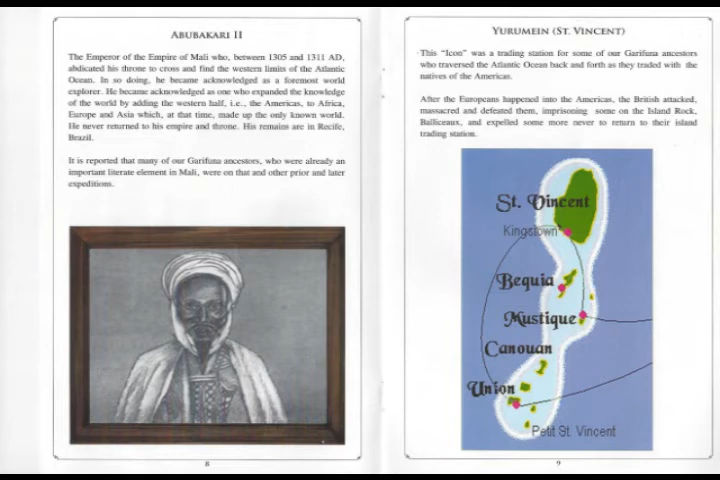 ABUBAKARI II
The Emperor of the Empire of Mali who, between 1305 and 1311 AD,
abdicated his throne to cross and find the western limits of the Atlantic
Ocean. In so doing, he became acknowledged as a foremost world
explorer. He became acknowledged as one who expanded the knowledge
of the world by adding the western half, i.e., the Americas, to Africa,
Europe and Asia which, at that time, made up the only known world.
He never returned to his empire and throne. His remains are in Recife,
Brazil.
It is reported that many of our Garifuna ancestors, who were already an
important literate element in Mali, were on that and other prior and later
expeditions.
8
YURUMEIN (ST. VINCENT)
This "Icon" was a trading station for some of our Garifuna ancestors
who traversed the Atlantic Ocean back and forth as they traded with the
natives of the Americas.
After the Europeans happened into the Americas, the British attacked,
massacred and defeated them, imprisoning some on the Island Rock,
Balliceaux, and expelled some more never to return to their island
trading station.
St. Vincent
Kingstown
Bequia
Mustique
Canouan
Union
Petit St. Vincent
9